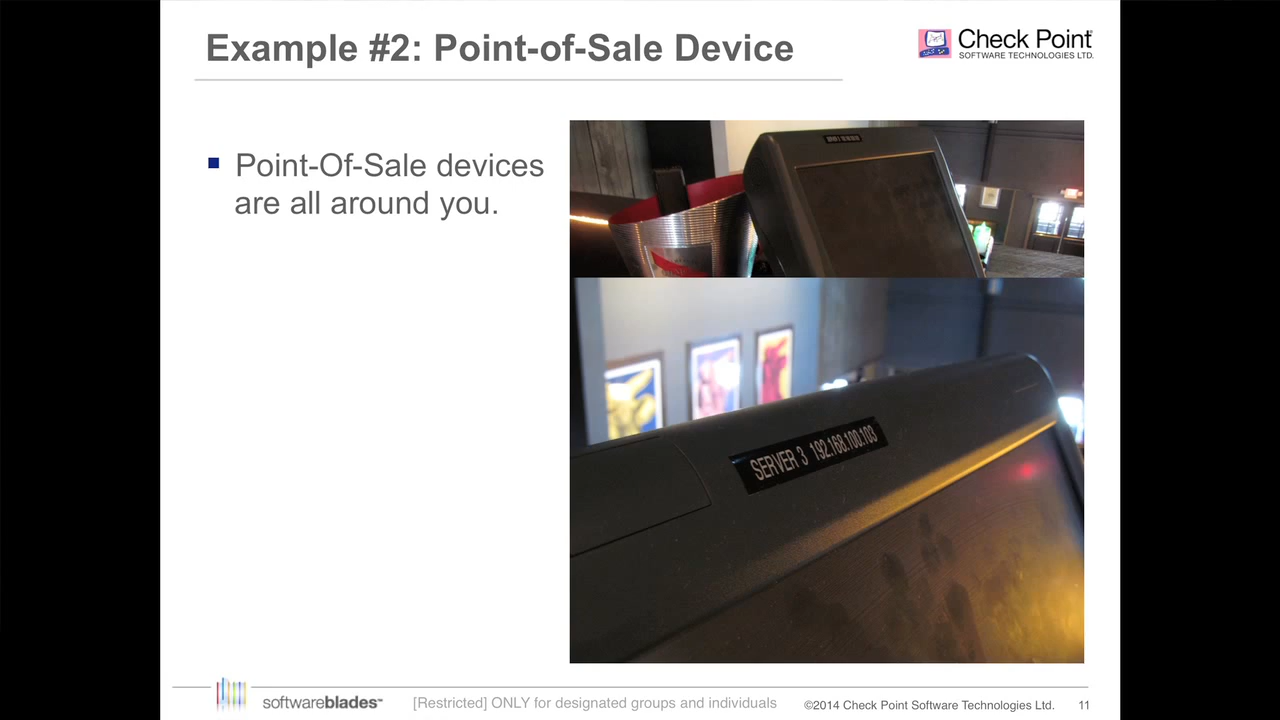 Example #2: Point-of-Sale Device
Check Point
SOFTWARE TECHNOLOGIES LTD.
Point-Of-Sale devices
are all around you.
SERVER 3 192.168.100.103
softwareblades™
[Restricted] ONLY for designated groups and individuals
©2014 Check Point Software Technologies Ltd.
11